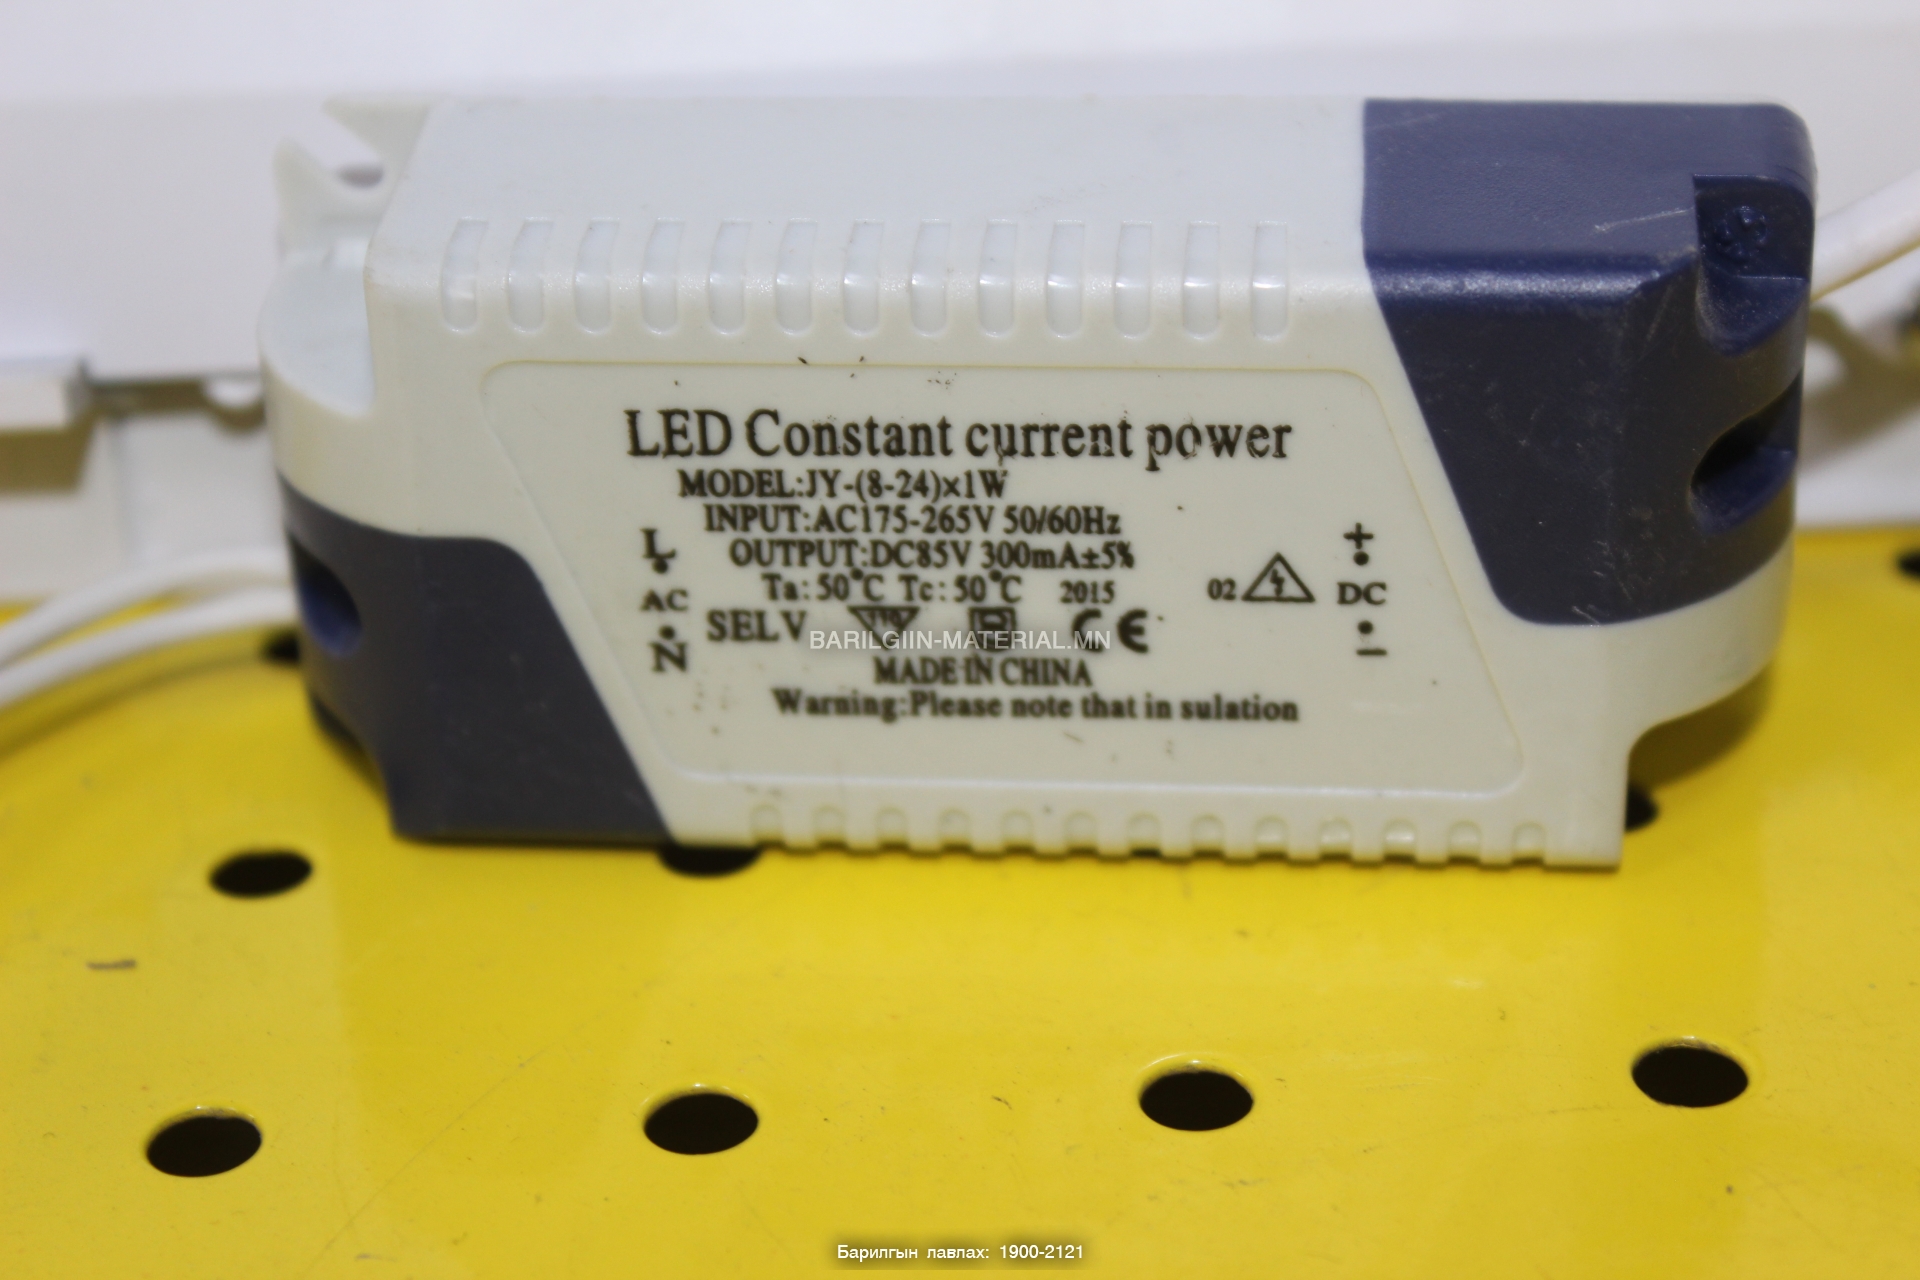 LED Constant current power
MODEL:JY-(8-24)×1W
INPUT:AC175-265V 50/60Hz
OUTPUT:DC85V 300mA±5%
Ta:50°C Tc:50°C 2015
L
AC
N
SELV
CE
02
+
DC
−
BARILGIIN-MATERIAL.MN
MADE IN CHINA
Warning:Please note that in sulation
Барилгын лавлах: 1900-2121